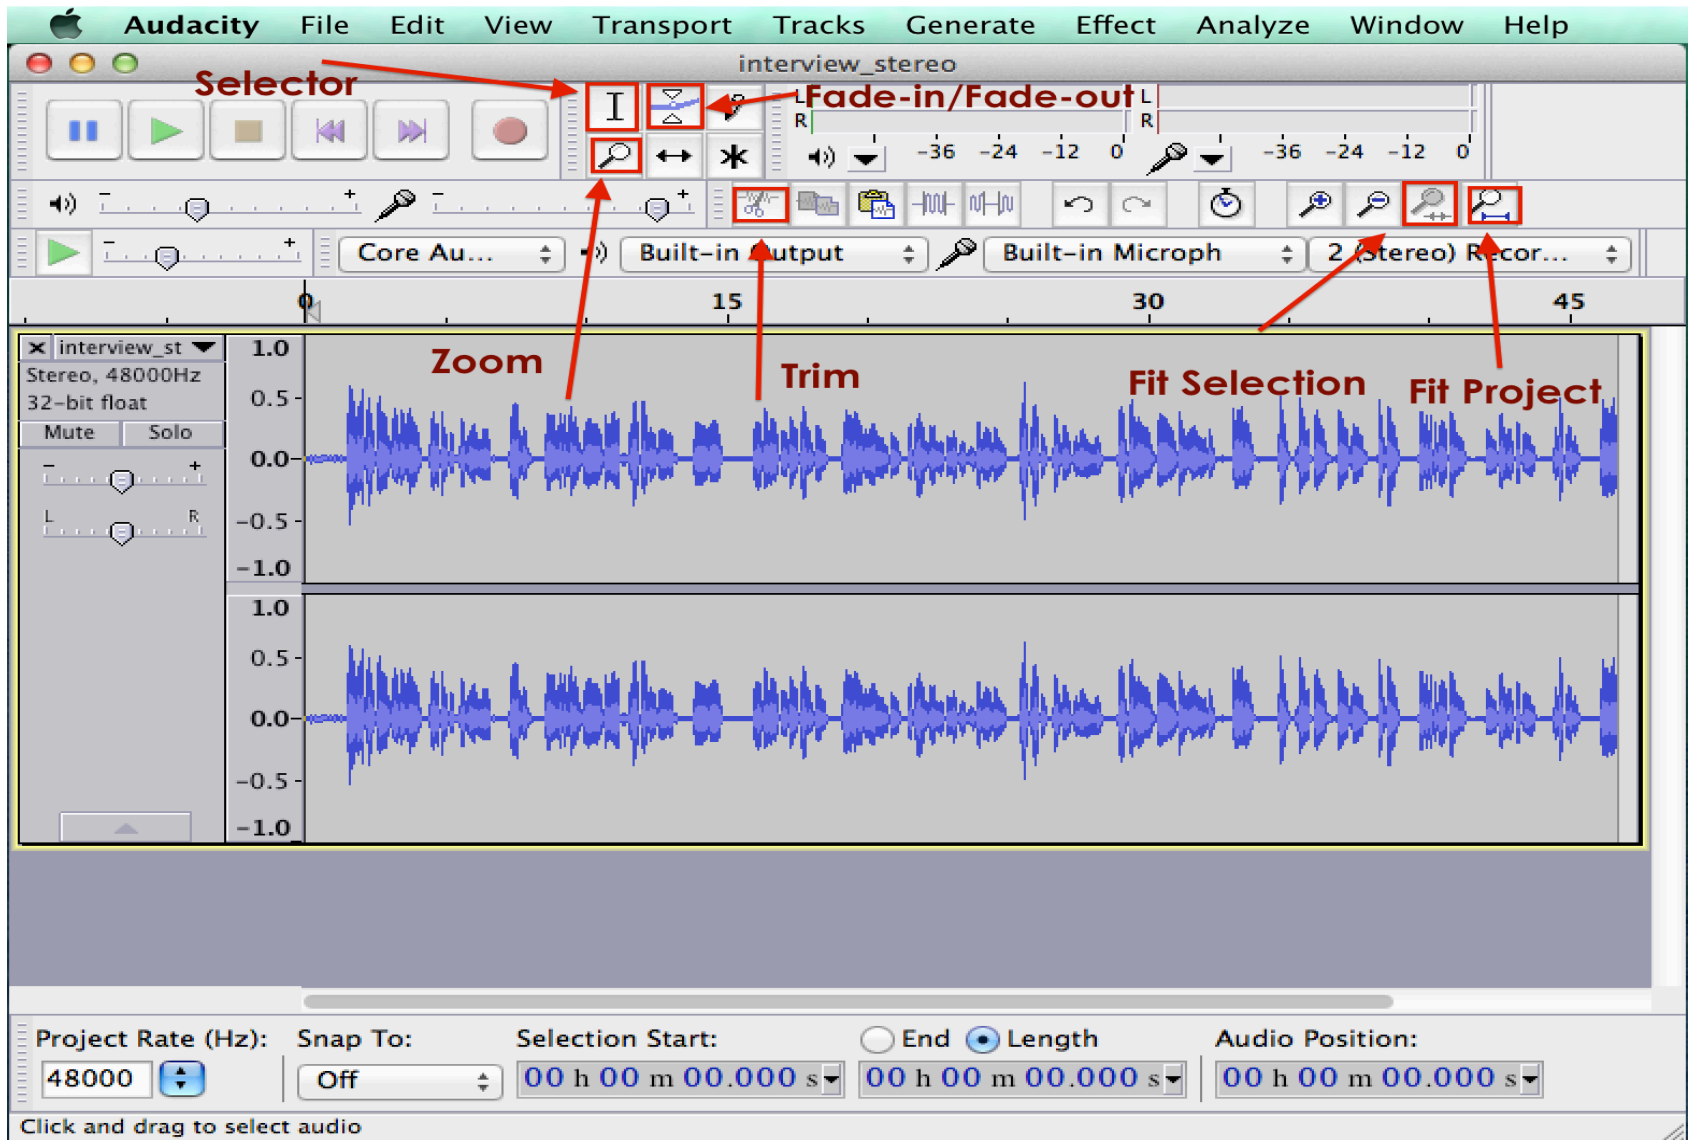 Audacity File Edit View Transport Tracks Generate Effect Analyze Window Help
interview_stereo
Selector
Fade-in/Fade-out
L
R
-36 -24 -12 0
L
R
-36 -24 -12 0
- +
- +
- +
Core Au...
Built-in Output
Built-in Microph
2 (Stereo) Recor...
0 15 30 45
interview_st
Stereo, 48000Hz
32-bit float
Mute Solo
- +
L R
1.0
0.5
0.0
-0.5
-1.0
1.0
0.5
0.0
-0.5
-1.0
Zoom
Trim
Fit Selection
Fit Project
Project Rate (Hz): Snap To: Selection Start: End Length Audio Position:
48000 Off 00 h 00 m 00.000 s 00 h 00 m 00.000 s 00 h 00 m 00.000 s
Click and drag to select audio